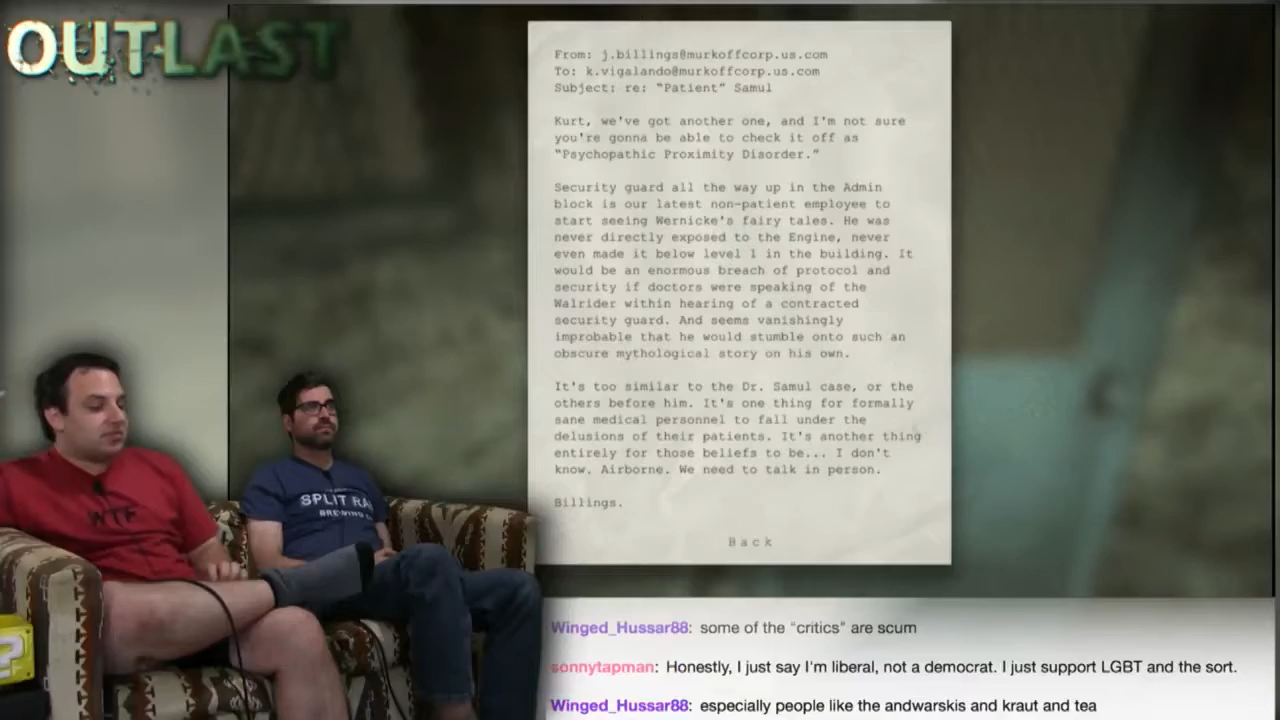 OUTLAST
From: j.billings@murkoffcorp.us.com
To: k.vigalando@murkoffcorp.us.com
Subject: re: "Patient" Samul
Kurt, we've got another one, and I'm not sure
you're gonna be able to check it off as
"Psychopathic Proximity Disorder."
Security guard all the way up in the Admin
block is our latest non-patient employee to
start seeing Wernicke's fairy tales. He was
never directly exposed to the Engine, never
even made it below level 1 in the building. It
would be an enormous breach of protocol and
security if doctors were speaking of the
Walrider within hearing of a contracted
security guard. And seems vanishingly
improbable that he would stumble onto such an
obscure mythological story on his own.
It's too similar to the Dr. Samul case, or the
others before him. It's one thing for formally
sane medical personnel to fall under the
delusions of their patients. It's another thing
entirely for those beliefs to be... I don't
know. Airborne. We need to talk in person.
Billings.
Back
WTF
SPLIT RA
BREWING
?
Winged_Hussar88: some of the "critics" are scum
sonnytapman: Honestly, I just say I'm liberal, not a democrat. I just support LGBT and the sort.
Winged_Hussar88: especially people like the andwarskis and kraut and tea